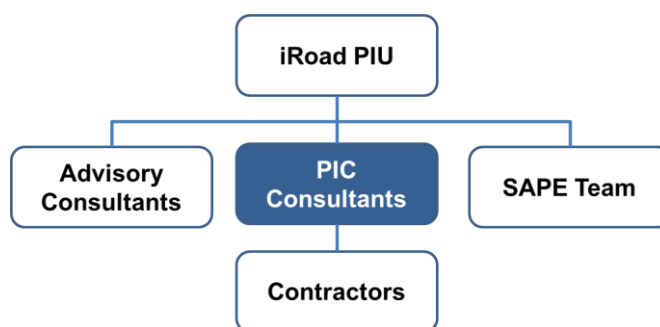 iRoad PIU
Advisory
Consultants
PIC
Consultants
SAPE Team
Contractors